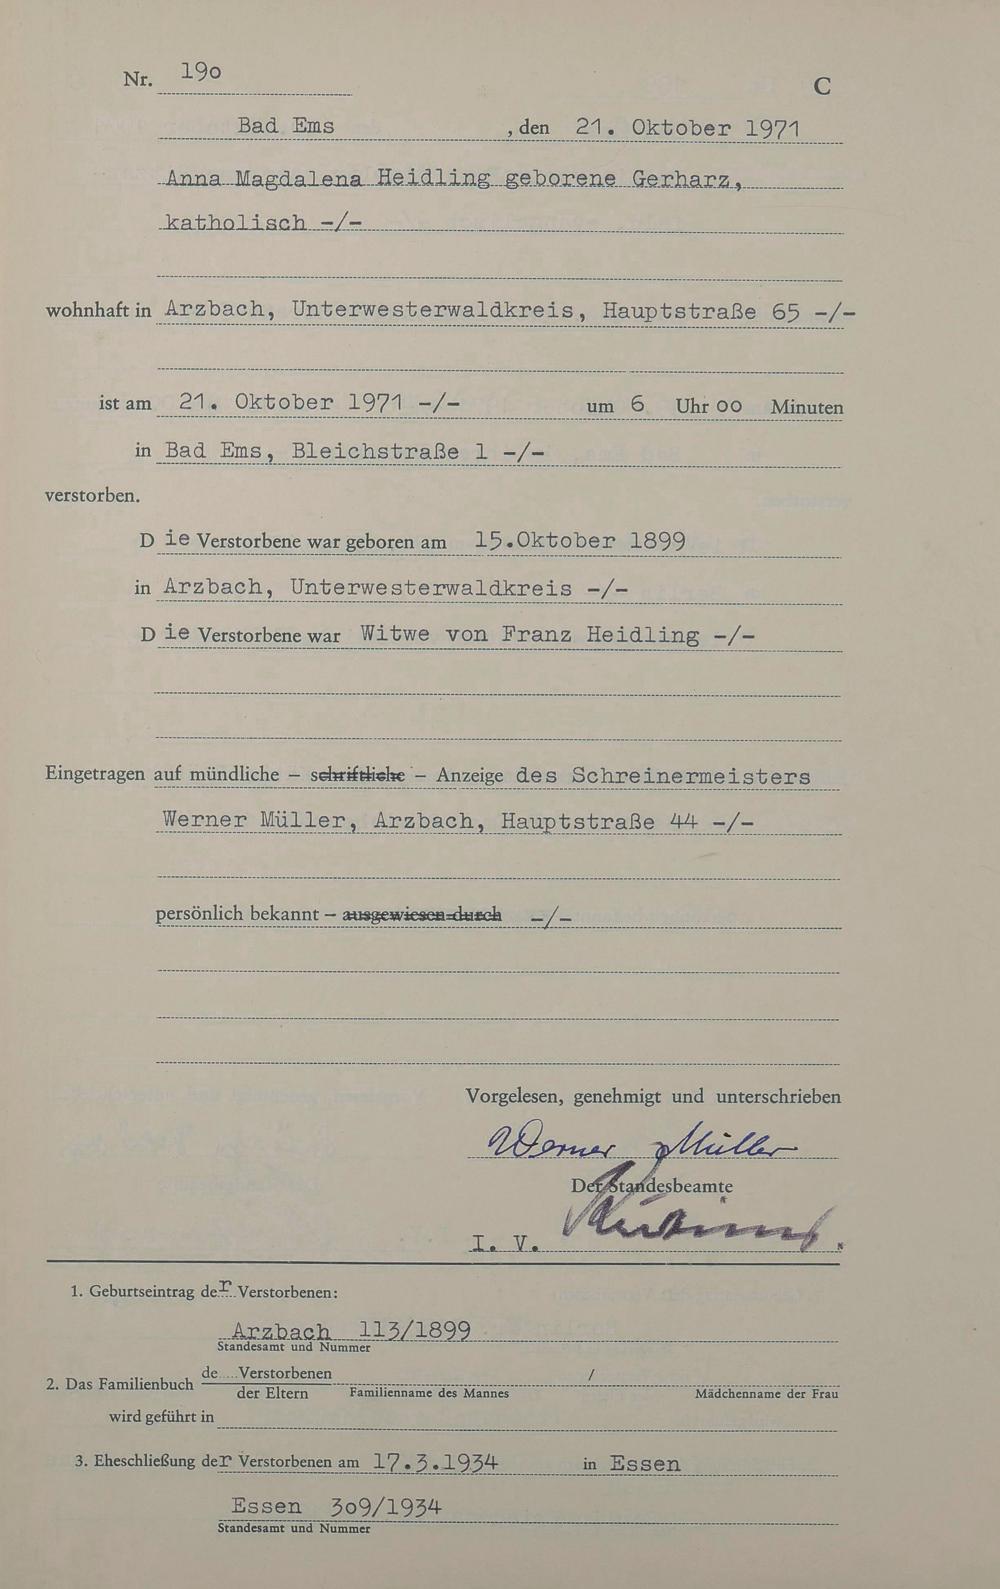 Nr. 190
C
Bad Ems, den 21. Oktober 1971
Anna Magdalena Heidling geborene Gerharz,
katholisch -/-
wohnhaft in Arzbach, Unterwesterwaldkreis, Hauptstraße 65 -/-
ist am 21. Oktober 1971 -/- um 6 Uhr 00 Minuten
in Bad Ems, Bleichstraße 1 -/-
verstorben.
Die Verstorbene war geboren am 15.Oktober 1899
in Arzbach, Unterwesterwaldkreis -/-
Die Verstorbene war Witwe von Franz Heidling -/-
Eingetragen auf mündliche – schriftliche – Anzeige des Schreinermeisters
Werner Müller, Arzbach, Hauptstraße 44 -/-
persönlich bekannt – ausgewiesen durch -/-
Vorgelesen, genehmigt und unterschrieben
Werner Müller
Der Standesbeamte
I. V.
1. Geburtseintrag der Verstorbenen:
Arzbach 113/1899
Standesamt und Nummer
2. Das Familienbuch de.... Verstorbenen /
der Eltern Familienname des Mannes Mädchenname der Frau
wird geführt in
3. Eheschließung der Verstorbenen am 17.3.1934 in Essen
Essen 309/1934
Standesamt und Nummer